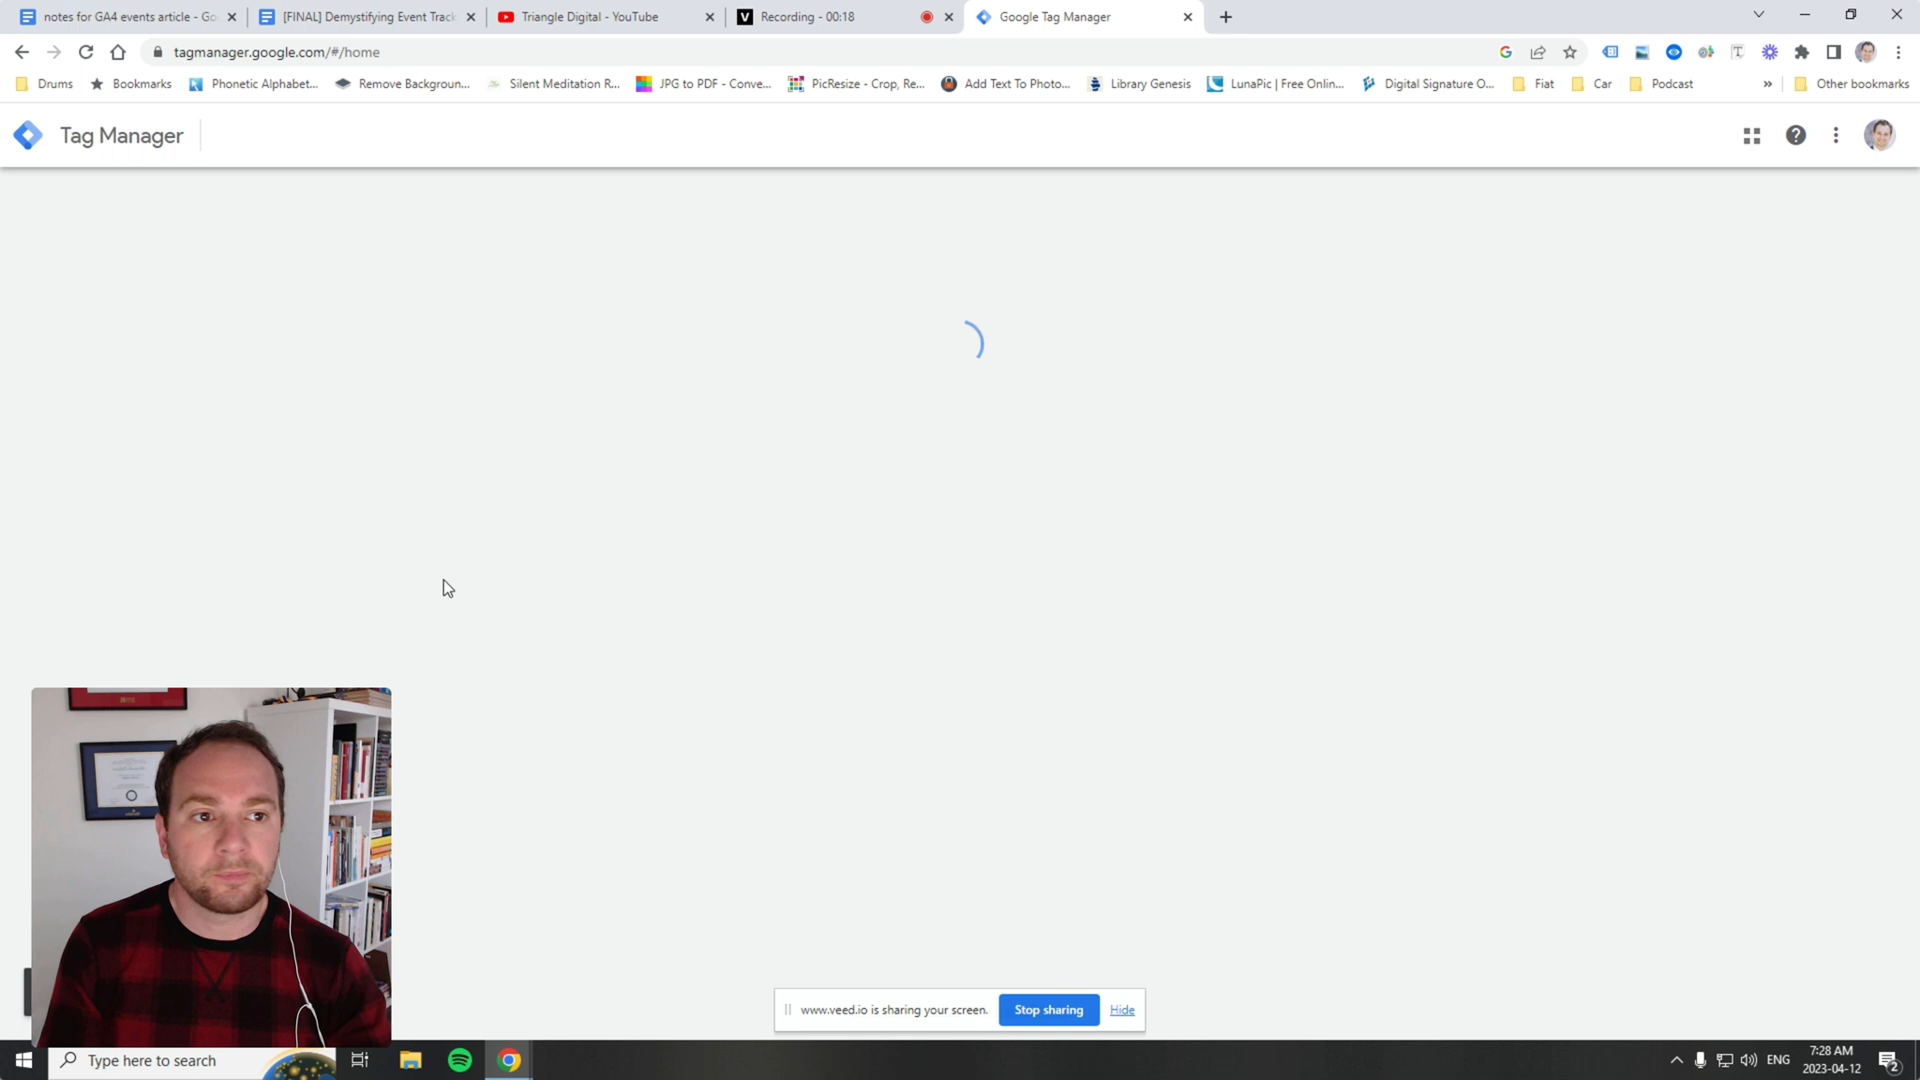 notes for GA4 events article - Go
[FINAL] Demystifying Event Track
Triangle Digital - YouTube
Recording - 00:18
Google Tag Manager
tagmanager.google.com/#/home
Drums
Bookmarks
Phonetic Alphabet...
Remove Backgroun...
Silent Meditation R...
JPG to PDF - Conve...
PicResize - Crop, Re...
Add Text To Photo...
Library Genesis
LunaPic | Free Onlin...
Digital Signature O...
Fiat
Car
Podcast
Other bookmarks
Tag Manager
www.veed.io is sharing your screen.
Stop sharing
Hide
Type here to search
ENG
7:28 AM
2023-04-12
2